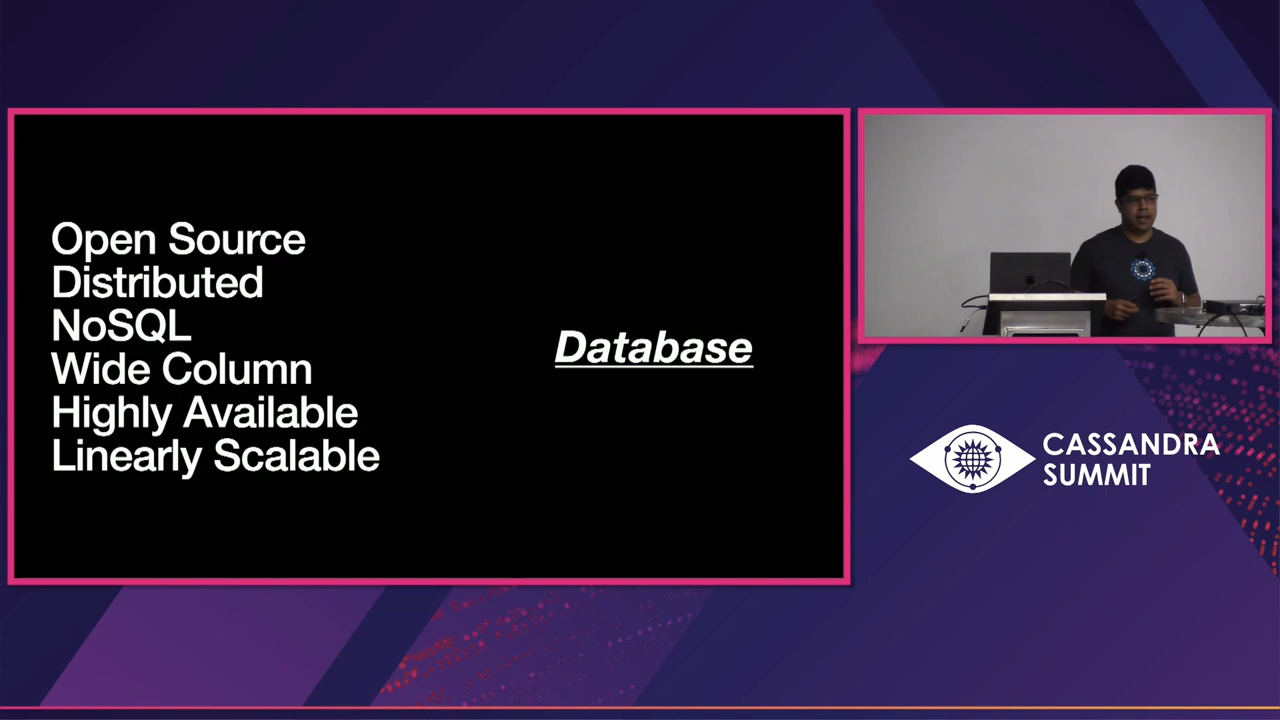 Open Source
Distributed
NoSQL
Wide Column
Highly Available
Linearly Scalable
Database
CASSANDRA
SUMMIT